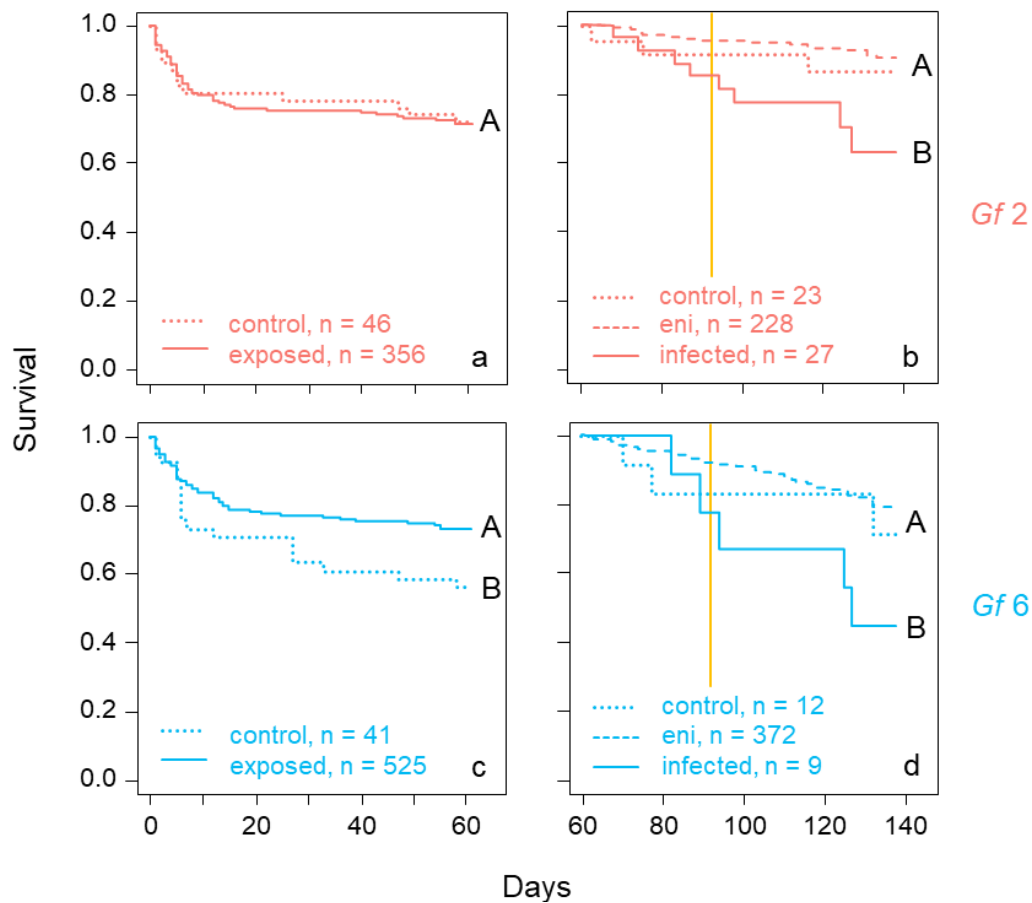 Survival
1.0
0.8
0.6
0.4
0.2
0.0
A
control, n = 46
exposed, n = 356
a
A
B
control, n = 23
eni, n = 228
infected, n = 27
b
Gf 2
1.0
0.8
0.6
0.4
0.2
0.0
A
B
control, n = 41
exposed, n = 525
c
0 20 40 60
A
B
control, n = 12
eni, n = 372
infected, n = 9
d
60 80 100 120 140
Gf 6
Days